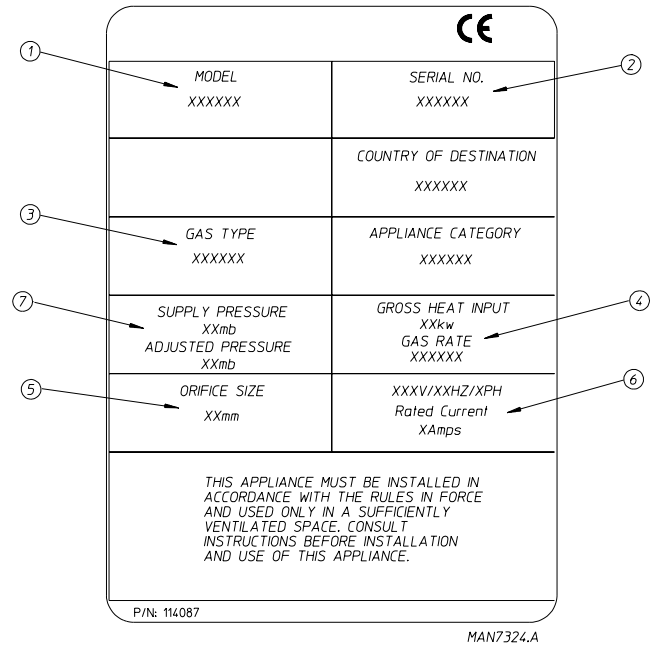 CE
1
MODEL
XXXXXX
SERIAL NO.
XXXXXX
2
COUNTRY OF DESTINATION
XXXXXX
3
GAS TYPE
XXXXXX
APPLIANCE CATEGORY
XXXXXX
7
SUPPLY PRESSURE
XXmb
ADJUSTED PRESSURE
XXmb
GROSS HEAT INPUT
XXkw
GAS RATE
XXXXXX
4
5
ORIFICE SIZE
XXmm
XXXV/XXHZ/XPH
Rated Current
XAmps
6
THIS APPLIANCE MUST BE INSTALLED IN
ACCORDANCE WITH THE RULES IN FORCE
AND USED ONLY IN A SUFFICIENTLY
VENTILATED SPACE. CONSULT
INSTRUCTIONS BEFORE INSTALLATION
AND USE OF THIS APPLIANCE.
P/N: 114087
MAN7324.A